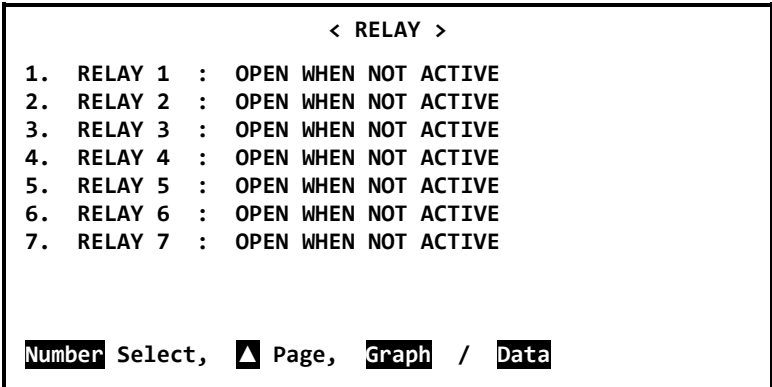 < RELAY >
1. RELAY 1 : OPEN WHEN NOT ACTIVE
2. RELAY 2 : OPEN WHEN NOT ACTIVE
3. RELAY 3 : OPEN WHEN NOT ACTIVE
4. RELAY 4 : OPEN WHEN NOT ACTIVE
5. RELAY 5 : OPEN WHEN NOT ACTIVE
6. RELAY 6 : OPEN WHEN NOT ACTIVE
7. RELAY 7 : OPEN WHEN NOT ACTIVE
Number Select, ▲ Page, Graph / Data